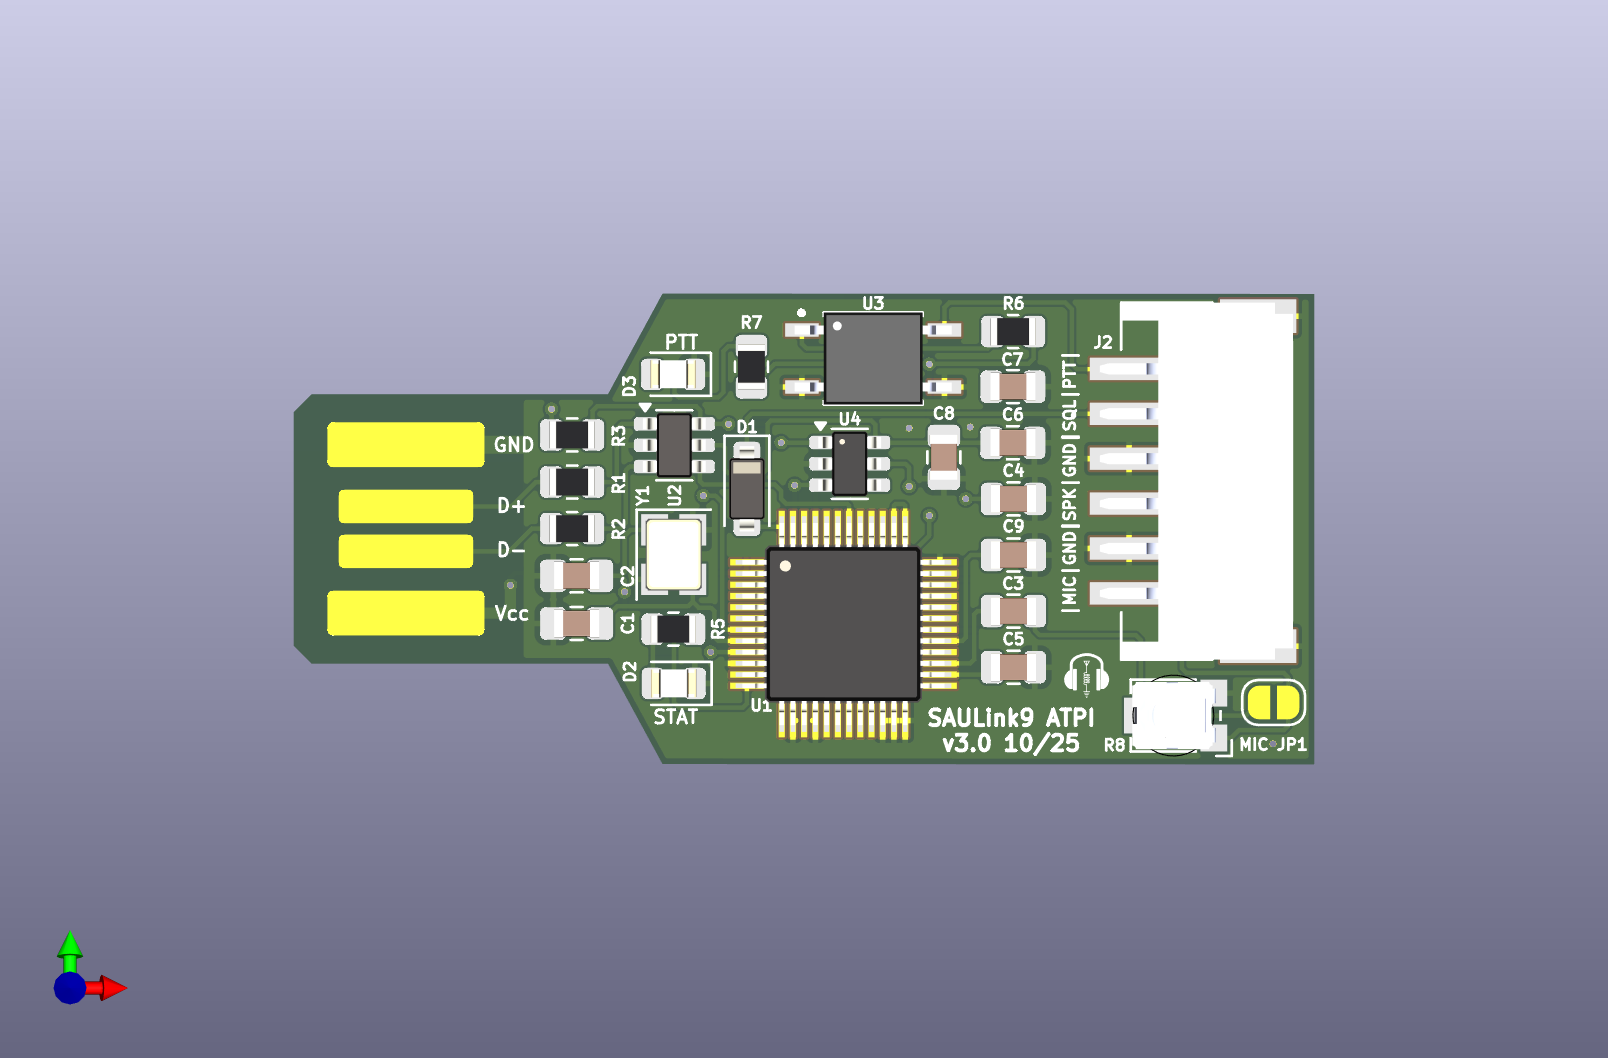 U3
R6
R7
PTT
J2
C7
D3
|MIC|GND|SPK|GND|SQL|PTT|
C6
C8
U4
D1
R3
GND
C4
R1
Y1
U2
D+
R2
C9
D-
C2
C3
Vcc
C1
R5
C5
D2
STAT
U1
SAULink9 ATPI
v3.0 10/25
R8
MIC JP1